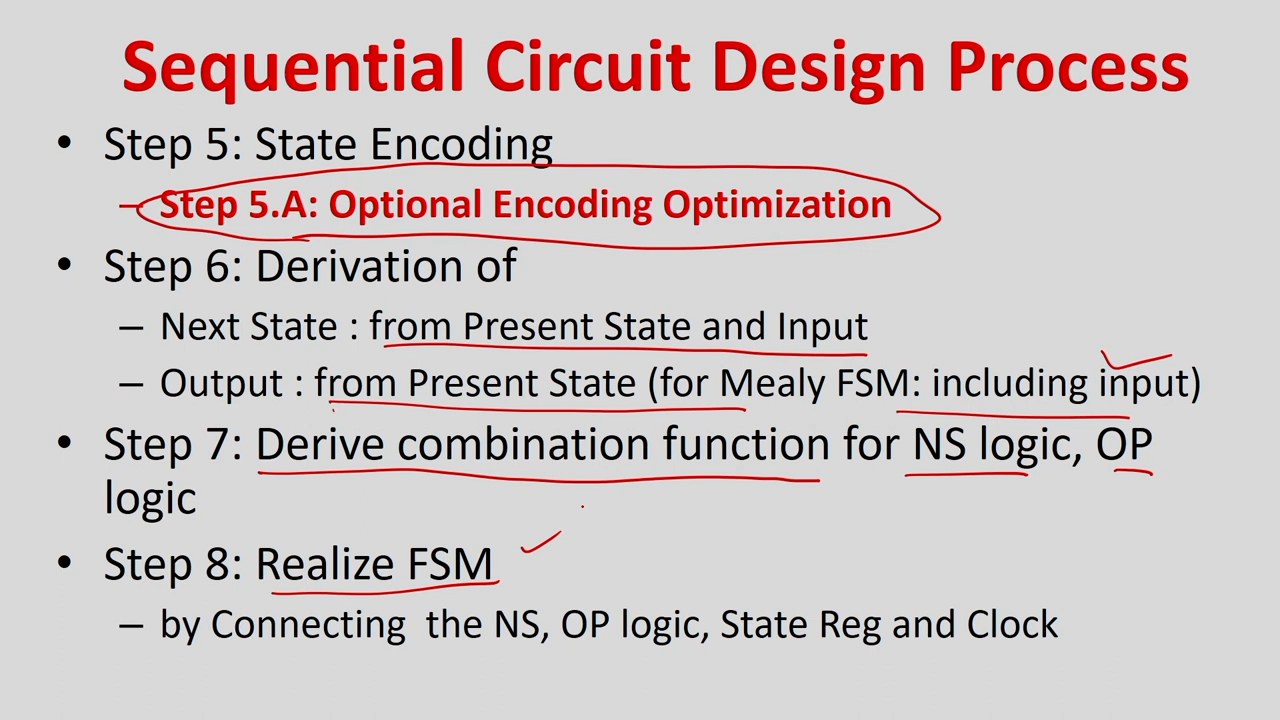 Sequential Circuit Design Process
• Step 5: State Encoding
– Step 5.A: Optional Encoding Optimization
• Step 6: Derivation of
– Next State : from Present State and Input
– Output : from Present State (for Mealy FSM: including input)
• Step 7: Derive combination function for NS logic, OP
logic
• Step 8: Realize FSM
– by Connecting the NS, OP logic, State Reg and Clock